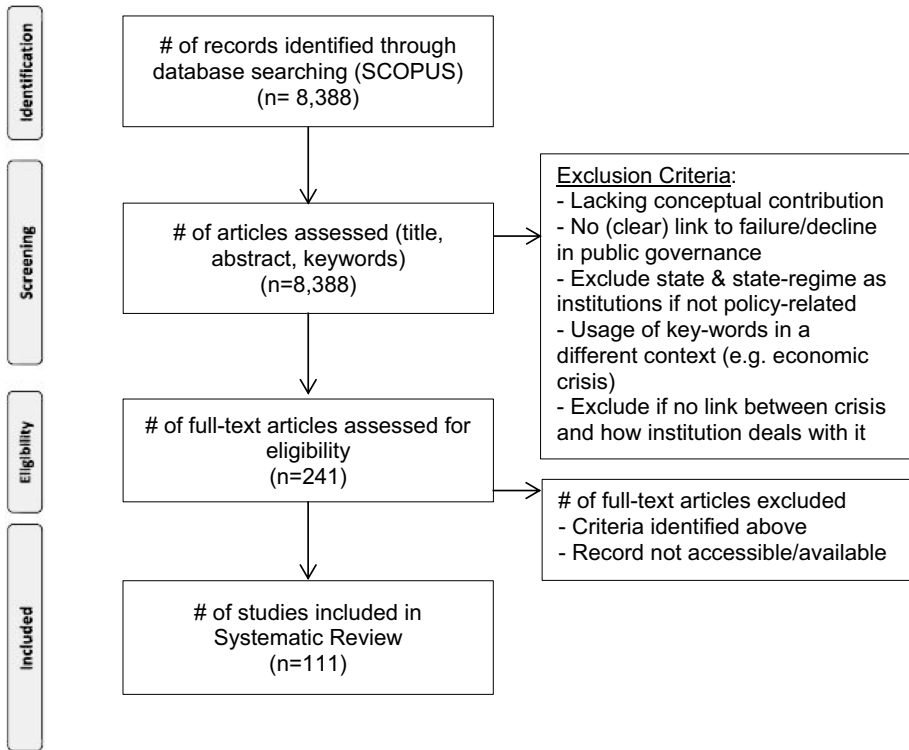 Identification
# of records identified through
database searching (SCOPUS)
(n= 8,388)
Screening
# of articles assessed (title,
abstract, keywords)
(n=8,388)
Exclusion Criteria:
- Lacking conceptual contribution
- No (clear) link to failure/decline
in public governance
- Exclude state & state-regime as
institutions if not policy-related
- Usage of key-words in a
different context (e.g. economic
crisis)
- Exclude if no link between crisis
and how institution deals with it
Eligibility
# of full-text articles assessed for
eligibility
(n=241)
# of full-text articles excluded
- Criteria identified above
- Record not accessible/available
Included
# of studies included in
Systematic Review
(n=111)